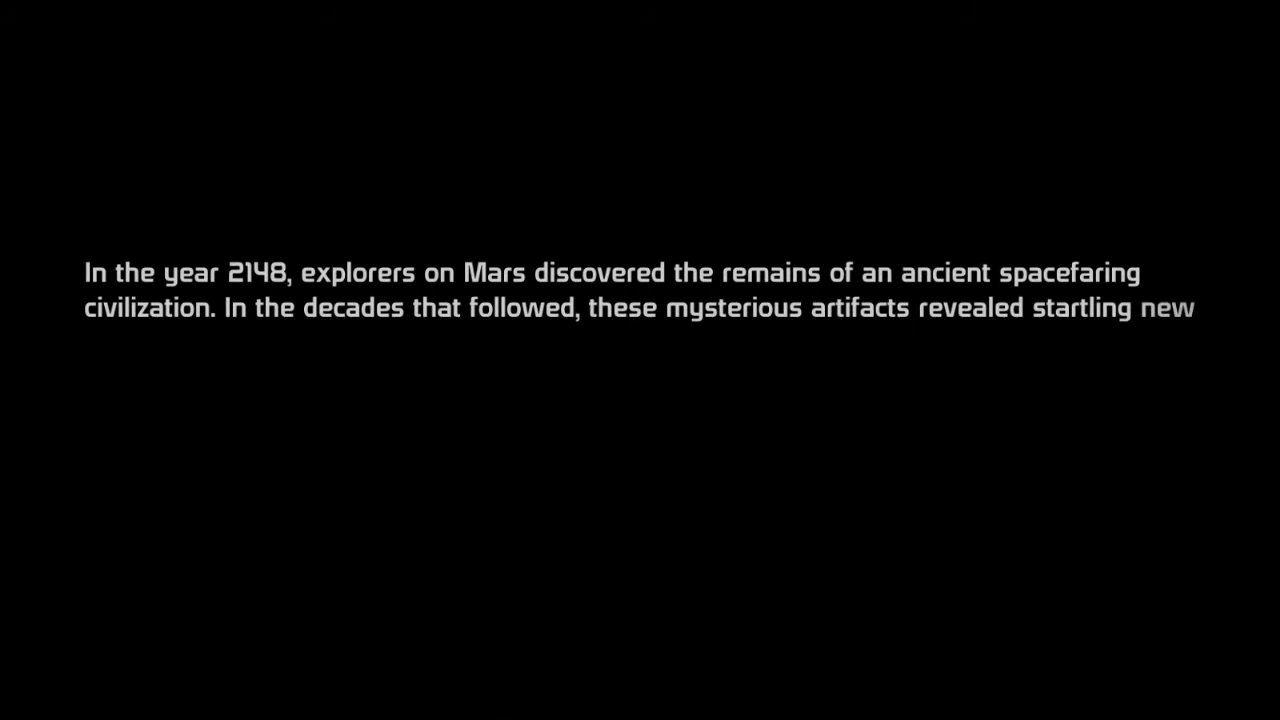 In the year 2148, explorers on Mars discovered the remains of an ancient spacefaring
civilization. In the decades that followed, these mysterious artifacts revealed startling new